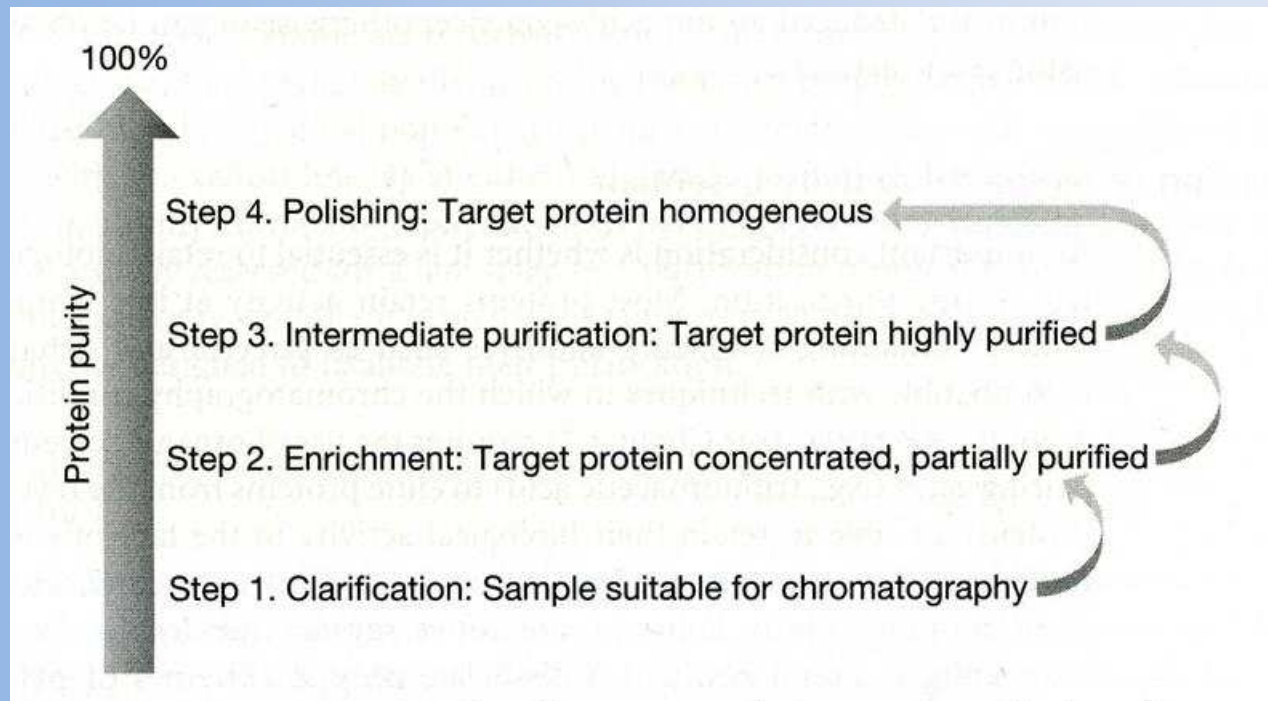 100%
Protein purity
Step 4. Polishing: Target protein homogeneous
Step 3. Intermediate purification: Target protein highly purified
Step 2. Enrichment: Target protein concentrated, partially purified
Step 1. Clarification: Sample suitable for chromatography